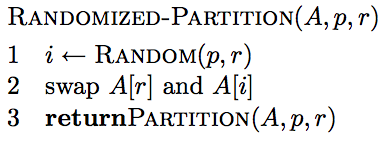 RANDOMIZED-PARTITION(A, p, r)
1 i ← RANDOM(p, r)
2 swap A[r] and A[i]
3 returnPARTITION(A, p, r)